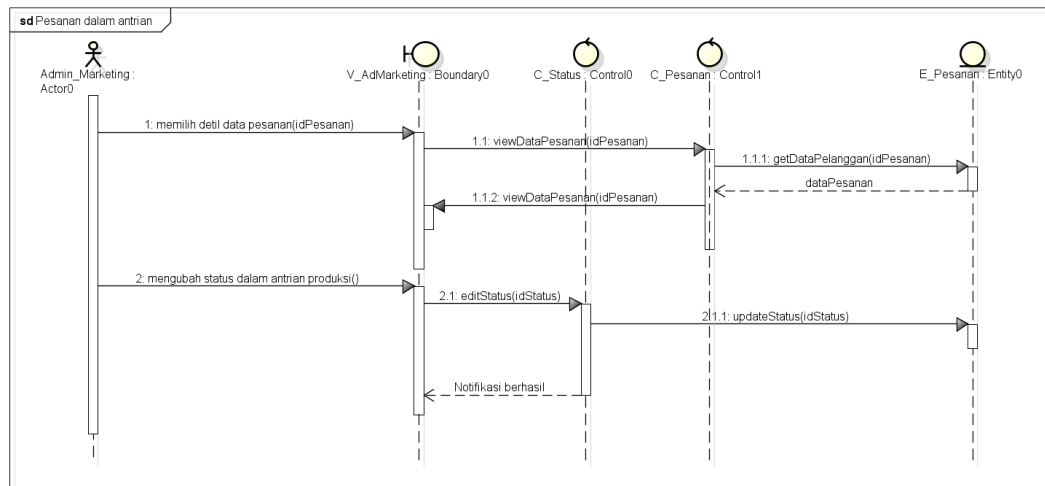 sd Pesanan dalam antrian
Admin_Marketing :
Actor0
V_AdMarketing : Boundary0
C_Status : Control0
C_Pesanan : Control1
E_Pesanan : Entity0
1: memilih detil data pesanan(idPesanan)
1.1: viewDataPesanan(idPesanan)
1.1.1: getDataPelanggan(idPesanan)
dataPesanan
1.1.2: viewDataPesanan(idPesanan)
2: mengubah status dalam antrian produksi()
2.1: editStatus(idStatus)
2.1.1: updateStatus(idStatus)
Notifikasi berhasil